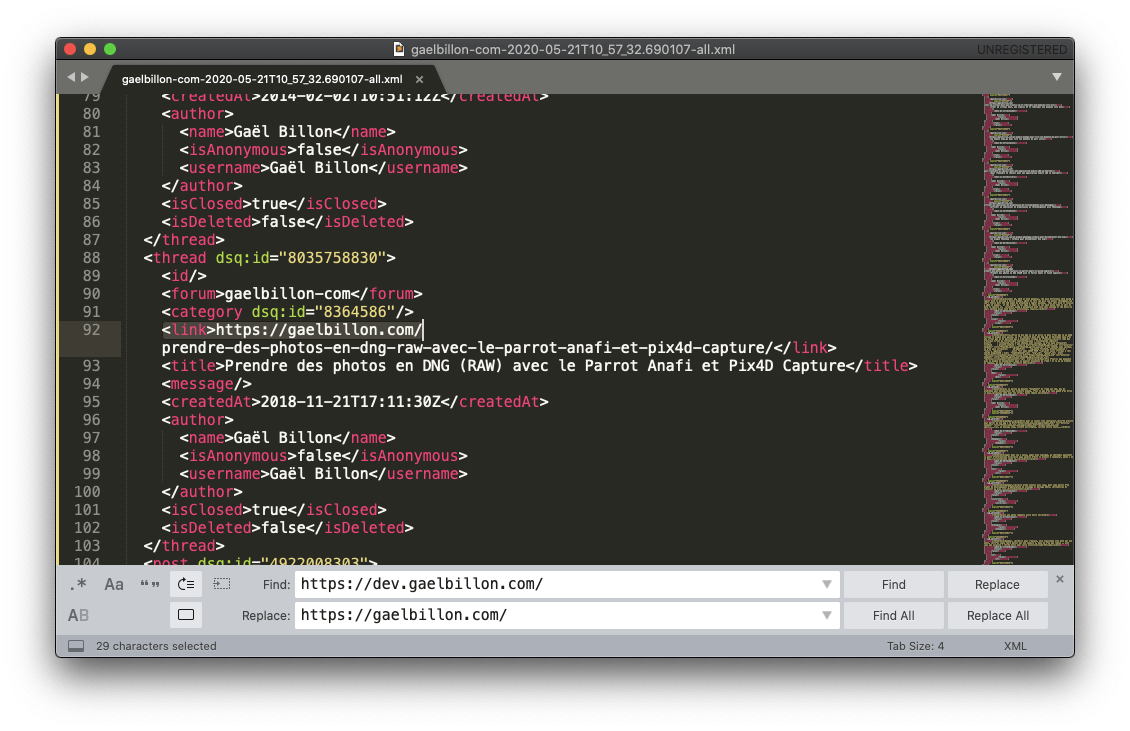 gaelbillon-com-2020-05-21T10_57_32.690107-all.xml
UNREGISTERED
gaelbillon-com-2020-05-21T10_57_32.690107-all.xml ×
79 <createdAt>2014-02-02T10:51:12Z</createdAt>
80 <author>
81 <name>Gaël Billon</name>
82 <isAnonymous>false</isAnonymous>
83 <username>Gaël Billon</username>
84 </author>
85 <isClosed>true</isClosed>
86 <isDeleted>false</isDeleted>
87 </thread>
88 <thread dsq:id="8035758830">
89 <id/>
90 <forum>gaelbillon-com</forum>
91 <category dsq:id="8364586"/>
92 <link>https://gaelbillon.com/
prendre-des-photos-en-dng-raw-avec-le-parrot-anafi-et-pix4d-capture/</link>
93 <title>Prendre des photos en DNG (RAW) avec le Parrot Anafi et Pix4D Capture</title>
94 <message/>
95 <createdAt>2018-11-21T17:11:30Z</createdAt>
96 <author>
97 <name>Gaël Billon</name>
98 <isAnonymous>false</isAnonymous>
99 <username>Gaël Billon</username>
100 </author>
101 <isClosed>true</isClosed>
102 <isDeleted>false</isDeleted>
103 </thread>
104 <post dsq:id="4922008303">
.* Aa “” Find: https://dev.gaelbillon.com/ Find Replace ×
AB Replace: https://gaelbillon.com/ Find All Replace All
29 characters selected Tab Size: 4 XML